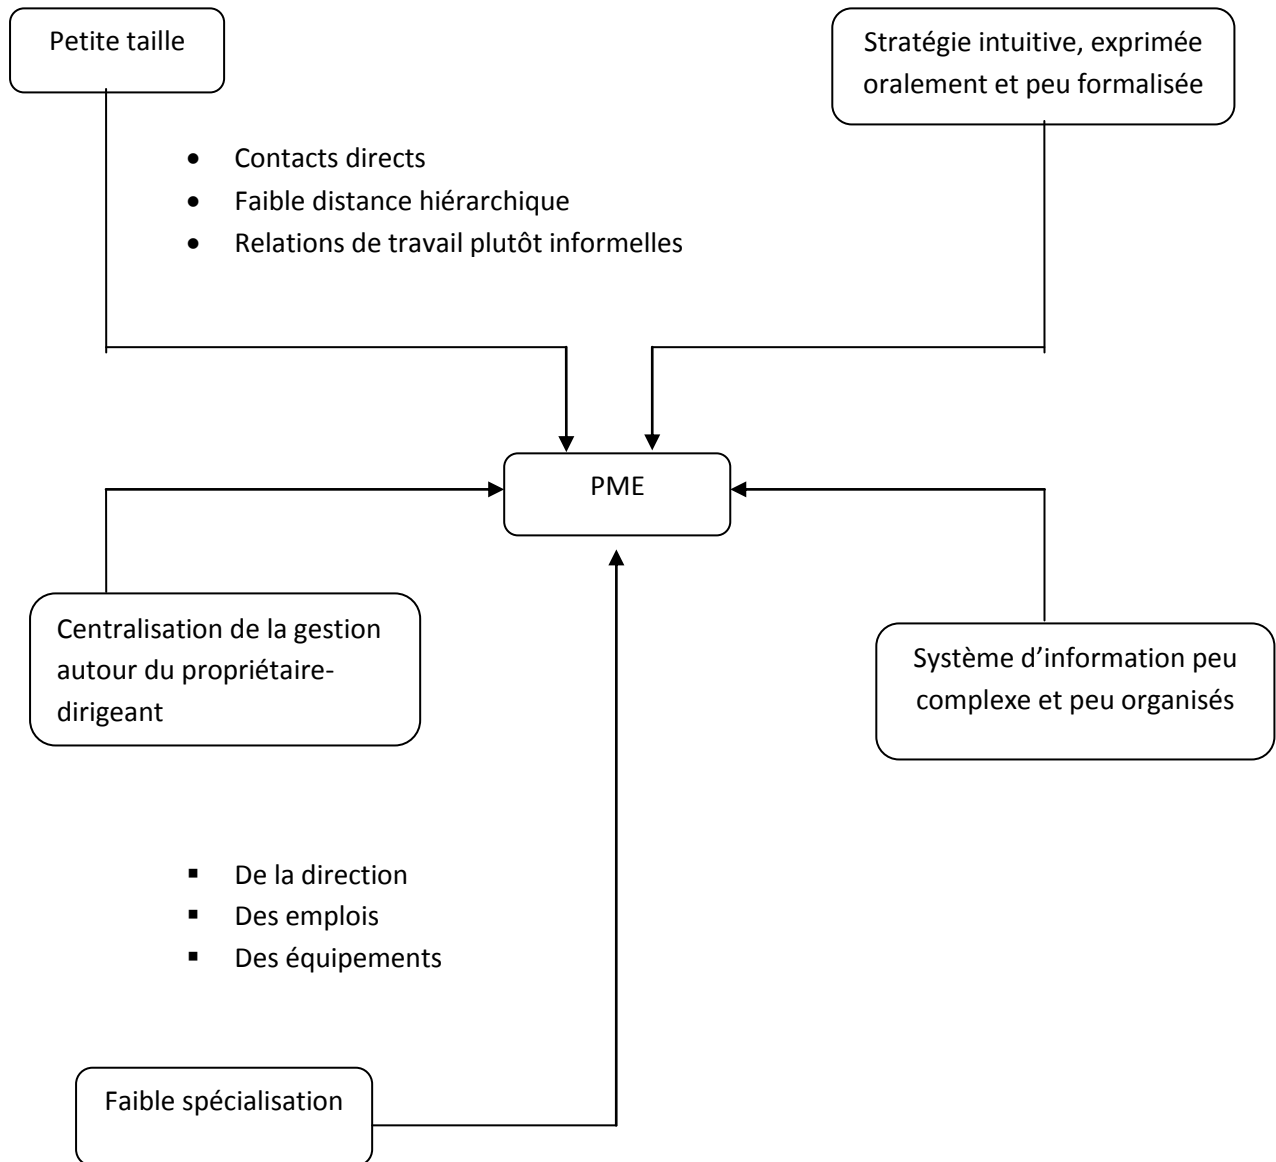 Petite taille
Stratégie intuitive, exprimée
oralement et peu formalisée
• Contacts directs
• Faible distance hiérarchique
• Relations de travail plutôt informelles
PME
Centralisation de la gestion
autour du propriétaire-
dirigeant
Système d’information peu
complexe et peu organisés
▪ De la direction
▪ Des emplois
▪ Des équipements
Faible spécialisation